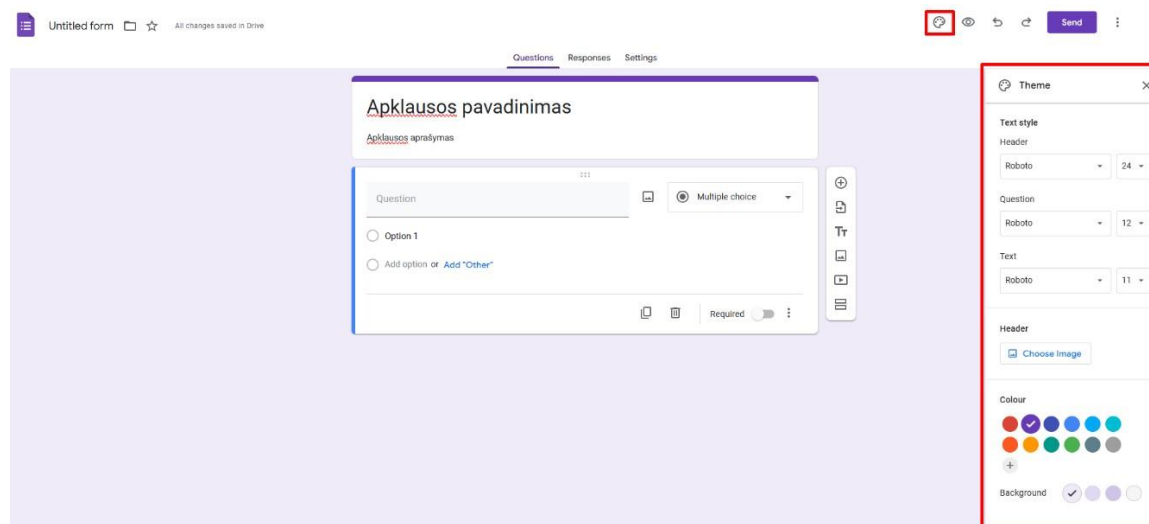 Untitled form
All changes saved in Drive
Send
Questions Responses Settings
Apklausos pavadinimas
Apklausos aprašymas
Question
Multiple choice
Option 1
Add option or Add "Other"
Required
Tт
Theme
Text style
Header
Roboto 24
Question
Roboto 12
Text
Roboto 11
Header
Choose Image
Colour
Background